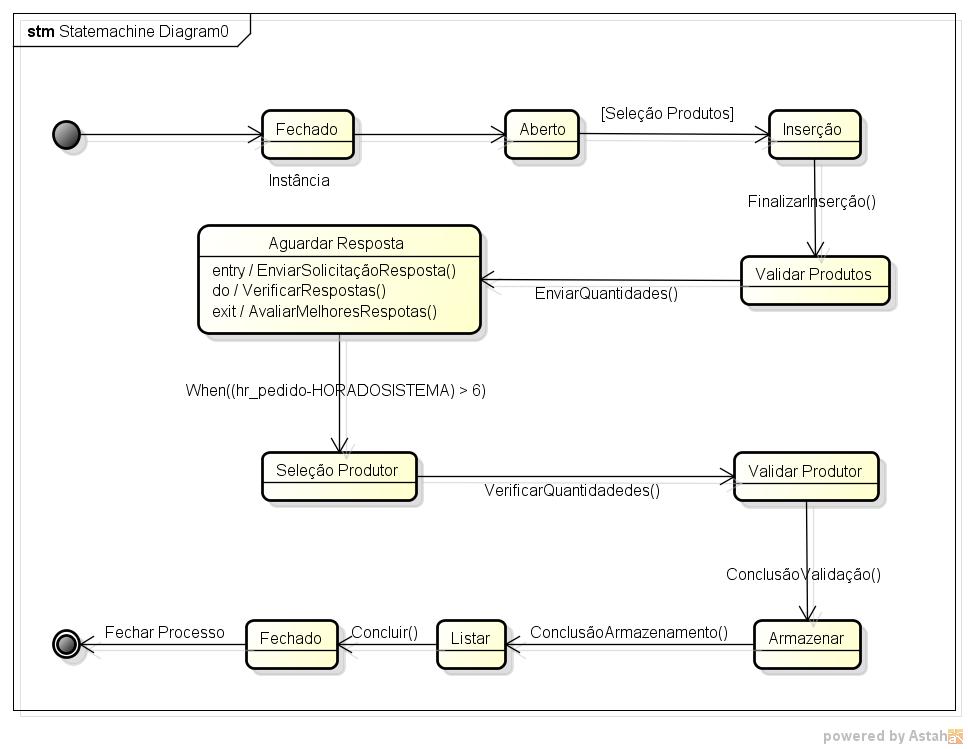 stm Statemachine Diagram0
Fechado
Aberto
[Seleção Produtos]
Inserção
Instância
FinalizarInserção()
Aguardar Resposta
entry / EnviarSolicitaçãoResposta()
do / VerificarRespostas()
exit / AvaliarMelhoresRespotas()
Validar Produtos
EnviarQuantidades()
When((hr_pedido-HORADOSISTEMA) > 6)
Seleção Produtor
Validar Produtor
VerificarQuantidadedes()
ConclusãoValidação()
Fechar Processo
Fechado
Concluir()
Listar
ConclusãoArmazenamento()
Armazenar
powered by Astah